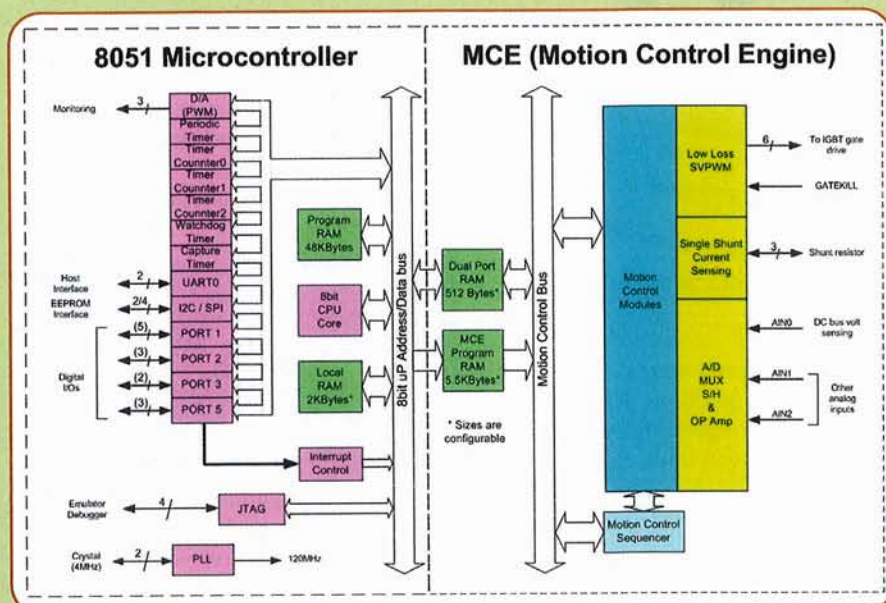 8051 Microcontroller
MCE (Motion Control Engine)
Monitoring
3
D/A
(PWM)
Periodic
Timer
Timer
Counnter0
Timer
Counnter1
Timer
Counnter2
Watchdog
Timer
Capture
Timer
Host
Interface
2
UART0
EEPROM
Interface
2/4
I2C / SPI
Digital
I/Os
(5)
PORT 1
(3)
PORT 2
(2)
PORT 3
(3)
PORT 5
Program
RAM
48KBytes
8bit
CPU
Core
Local
RAM
2KBytes*
Interrupt
Control
Emulator
Debugger
4
JTAG
Crystal
(4MHz)
2
PLL
120MHz
8bit uP Address/Data bus
Dual Port
RAM
512 Bytes*
MCE
Program
RAM
5.5KBytes*
* Sizes are
configurable
Motion Control Bus
Motion
Control
Modules
Low Loss
SVPWM
6
To IGBT gate
drive
GATEKILL
Single Shunt
Current
Sensing
3
Shunt resistor
A/D
MUX
S/H
&
OP Amp
AIN0
DC bus volt
sensing
AIN1
AIN2
Other
analog
inputs
Motion Control
Sequencer